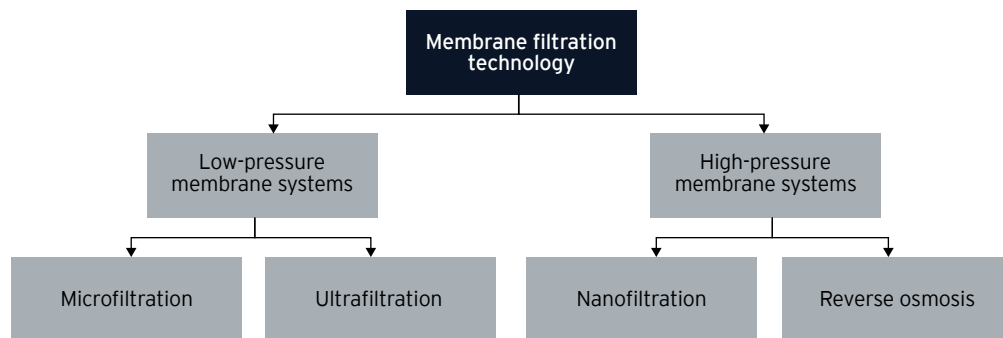 Membrane filtration
technology
Low-pressure
membrane systems
High-pressure
membrane systems
Microfiltration
Ultrafiltration
Nanofiltration
Reverse osmosis